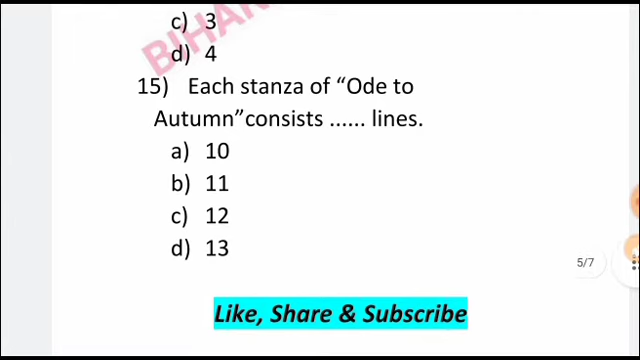 c) 3
d) 4
BIHAR
15) Each stanza of “Ode to
Autumn”consists ...... lines.
a) 10
b) 11
c) 12
d) 13
5/7
Like, Share & Subscribe